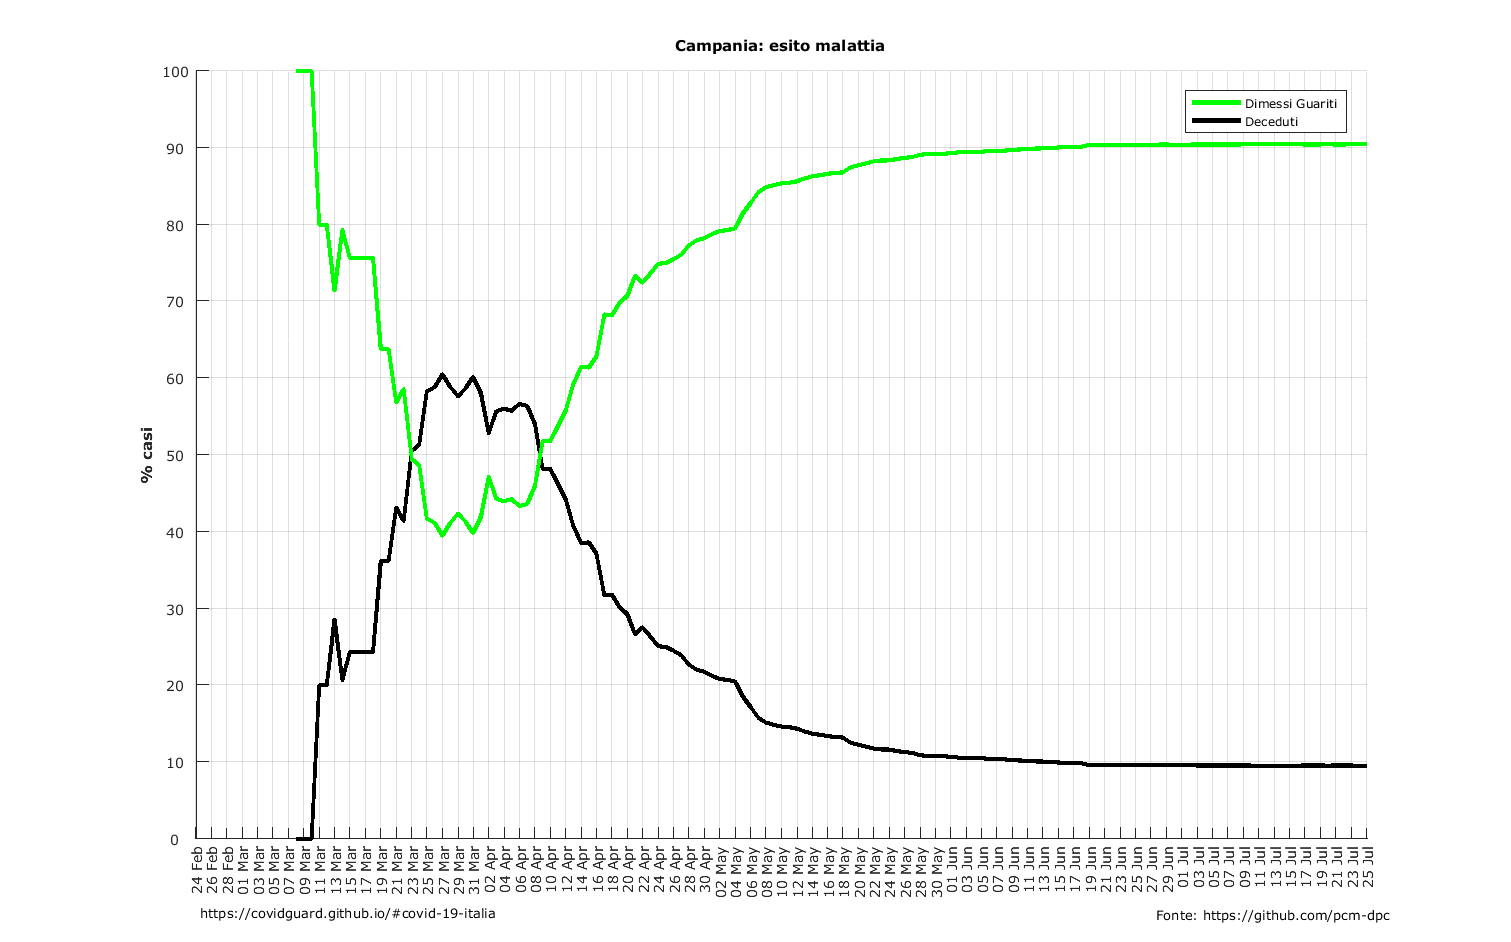 Campania: esito malattia
100
90
80
70
60
50
40
30
20
10
0
% casi
Dimessi Guariti
Deceduti
24 Feb
26 Feb
28 Feb
01 Mar
03 Mar
05 Mar
07 Mar
09 Mar
11 Mar
13 Mar
15 Mar
17 Mar
19 Mar
21 Mar
23 Mar
25 Mar
27 Mar
29 Mar
31 Mar
02 Apr
04 Apr
06 Apr
08 Apr
10 Apr
12 Apr
14 Apr
16 Apr
18 Apr
20 Apr
22 Apr
24 Apr
26 Apr
28 Apr
30 Apr
02 May
04 May
06 May
08 May
10 May
12 May
14 May
16 May
18 May
20 May
22 May
24 May
26 May
28 May
30 May
01 Jun
03 Jun
05 Jun
07 Jun
09 Jun
11 Jun
13 Jun
15 Jun
17 Jun
19 Jun
21 Jun
23 Jun
25 Jun
27 Jun
29 Jun
01 Jul
03 Jul
05 Jul
07 Jul
09 Jul
11 Jul
13 Jul
15 Jul
17 Jul
19 Jul
21 Jul
23 Jul
25 Jul
https://covidguard.github.io/#covid-19-italia
Fonte: https://github.com/pcm-dpc